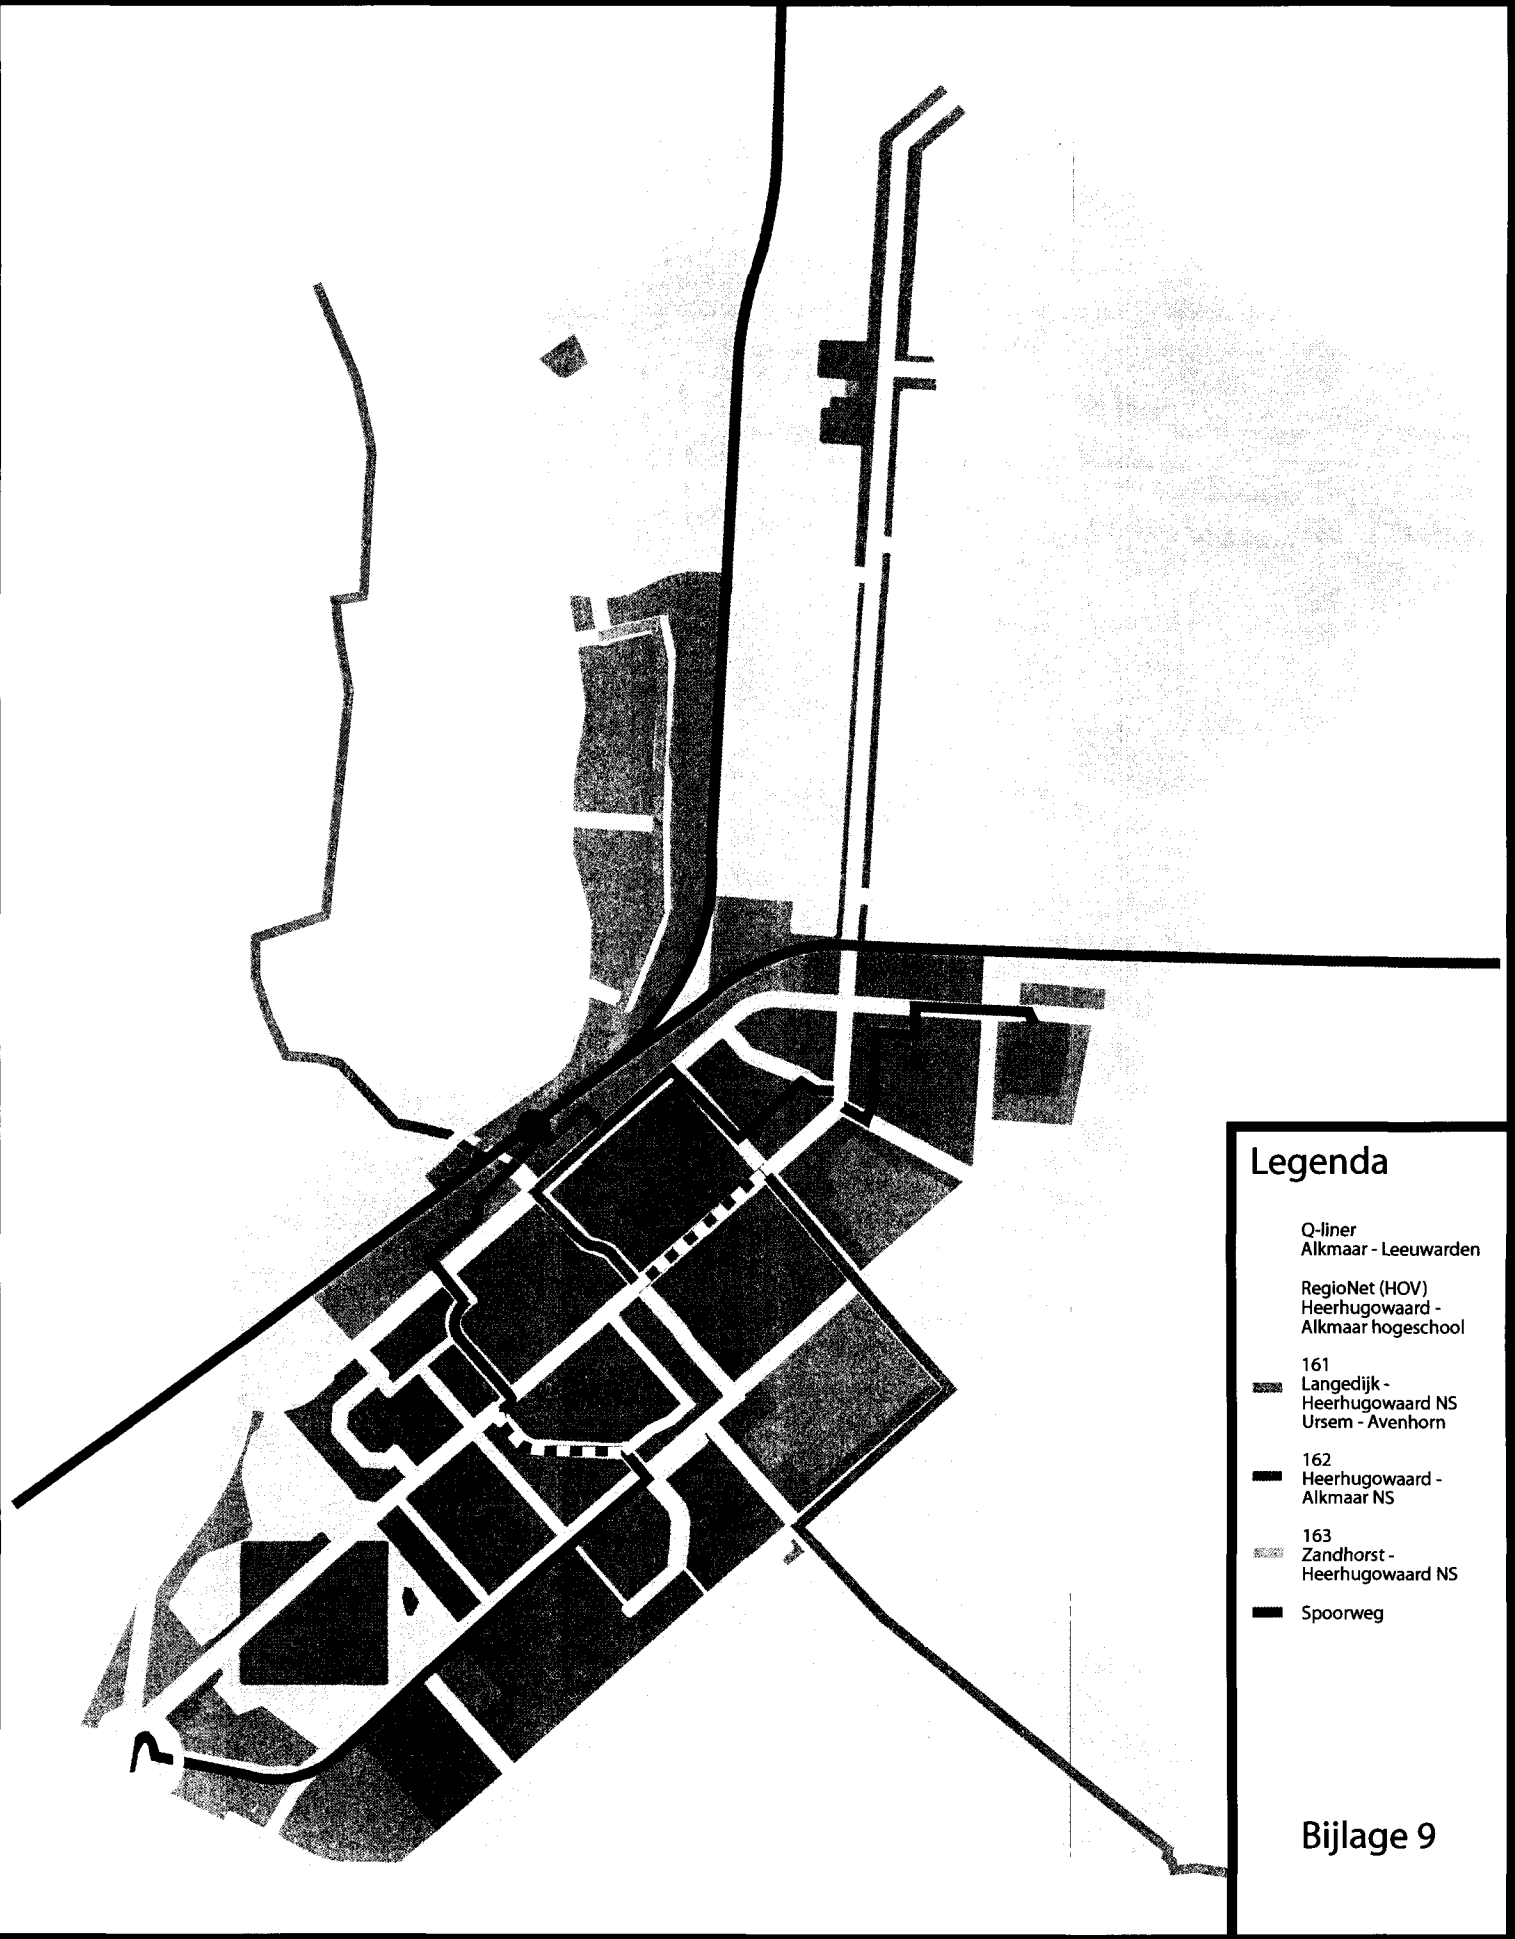 Legenda
Q-liner
Alkmaar - Leeuwarden
RegioNet (HOV)
Heerhugowaard -
Alkmaar hogeschool
161
Langedijk -
Heerhugowaard NS
Ursem - Avenhorn
162
Heerhugowaard -
Alkmaar NS
163
Zandhorst -
Heerhugowaard NS
Spoorweg
Bijlage 9